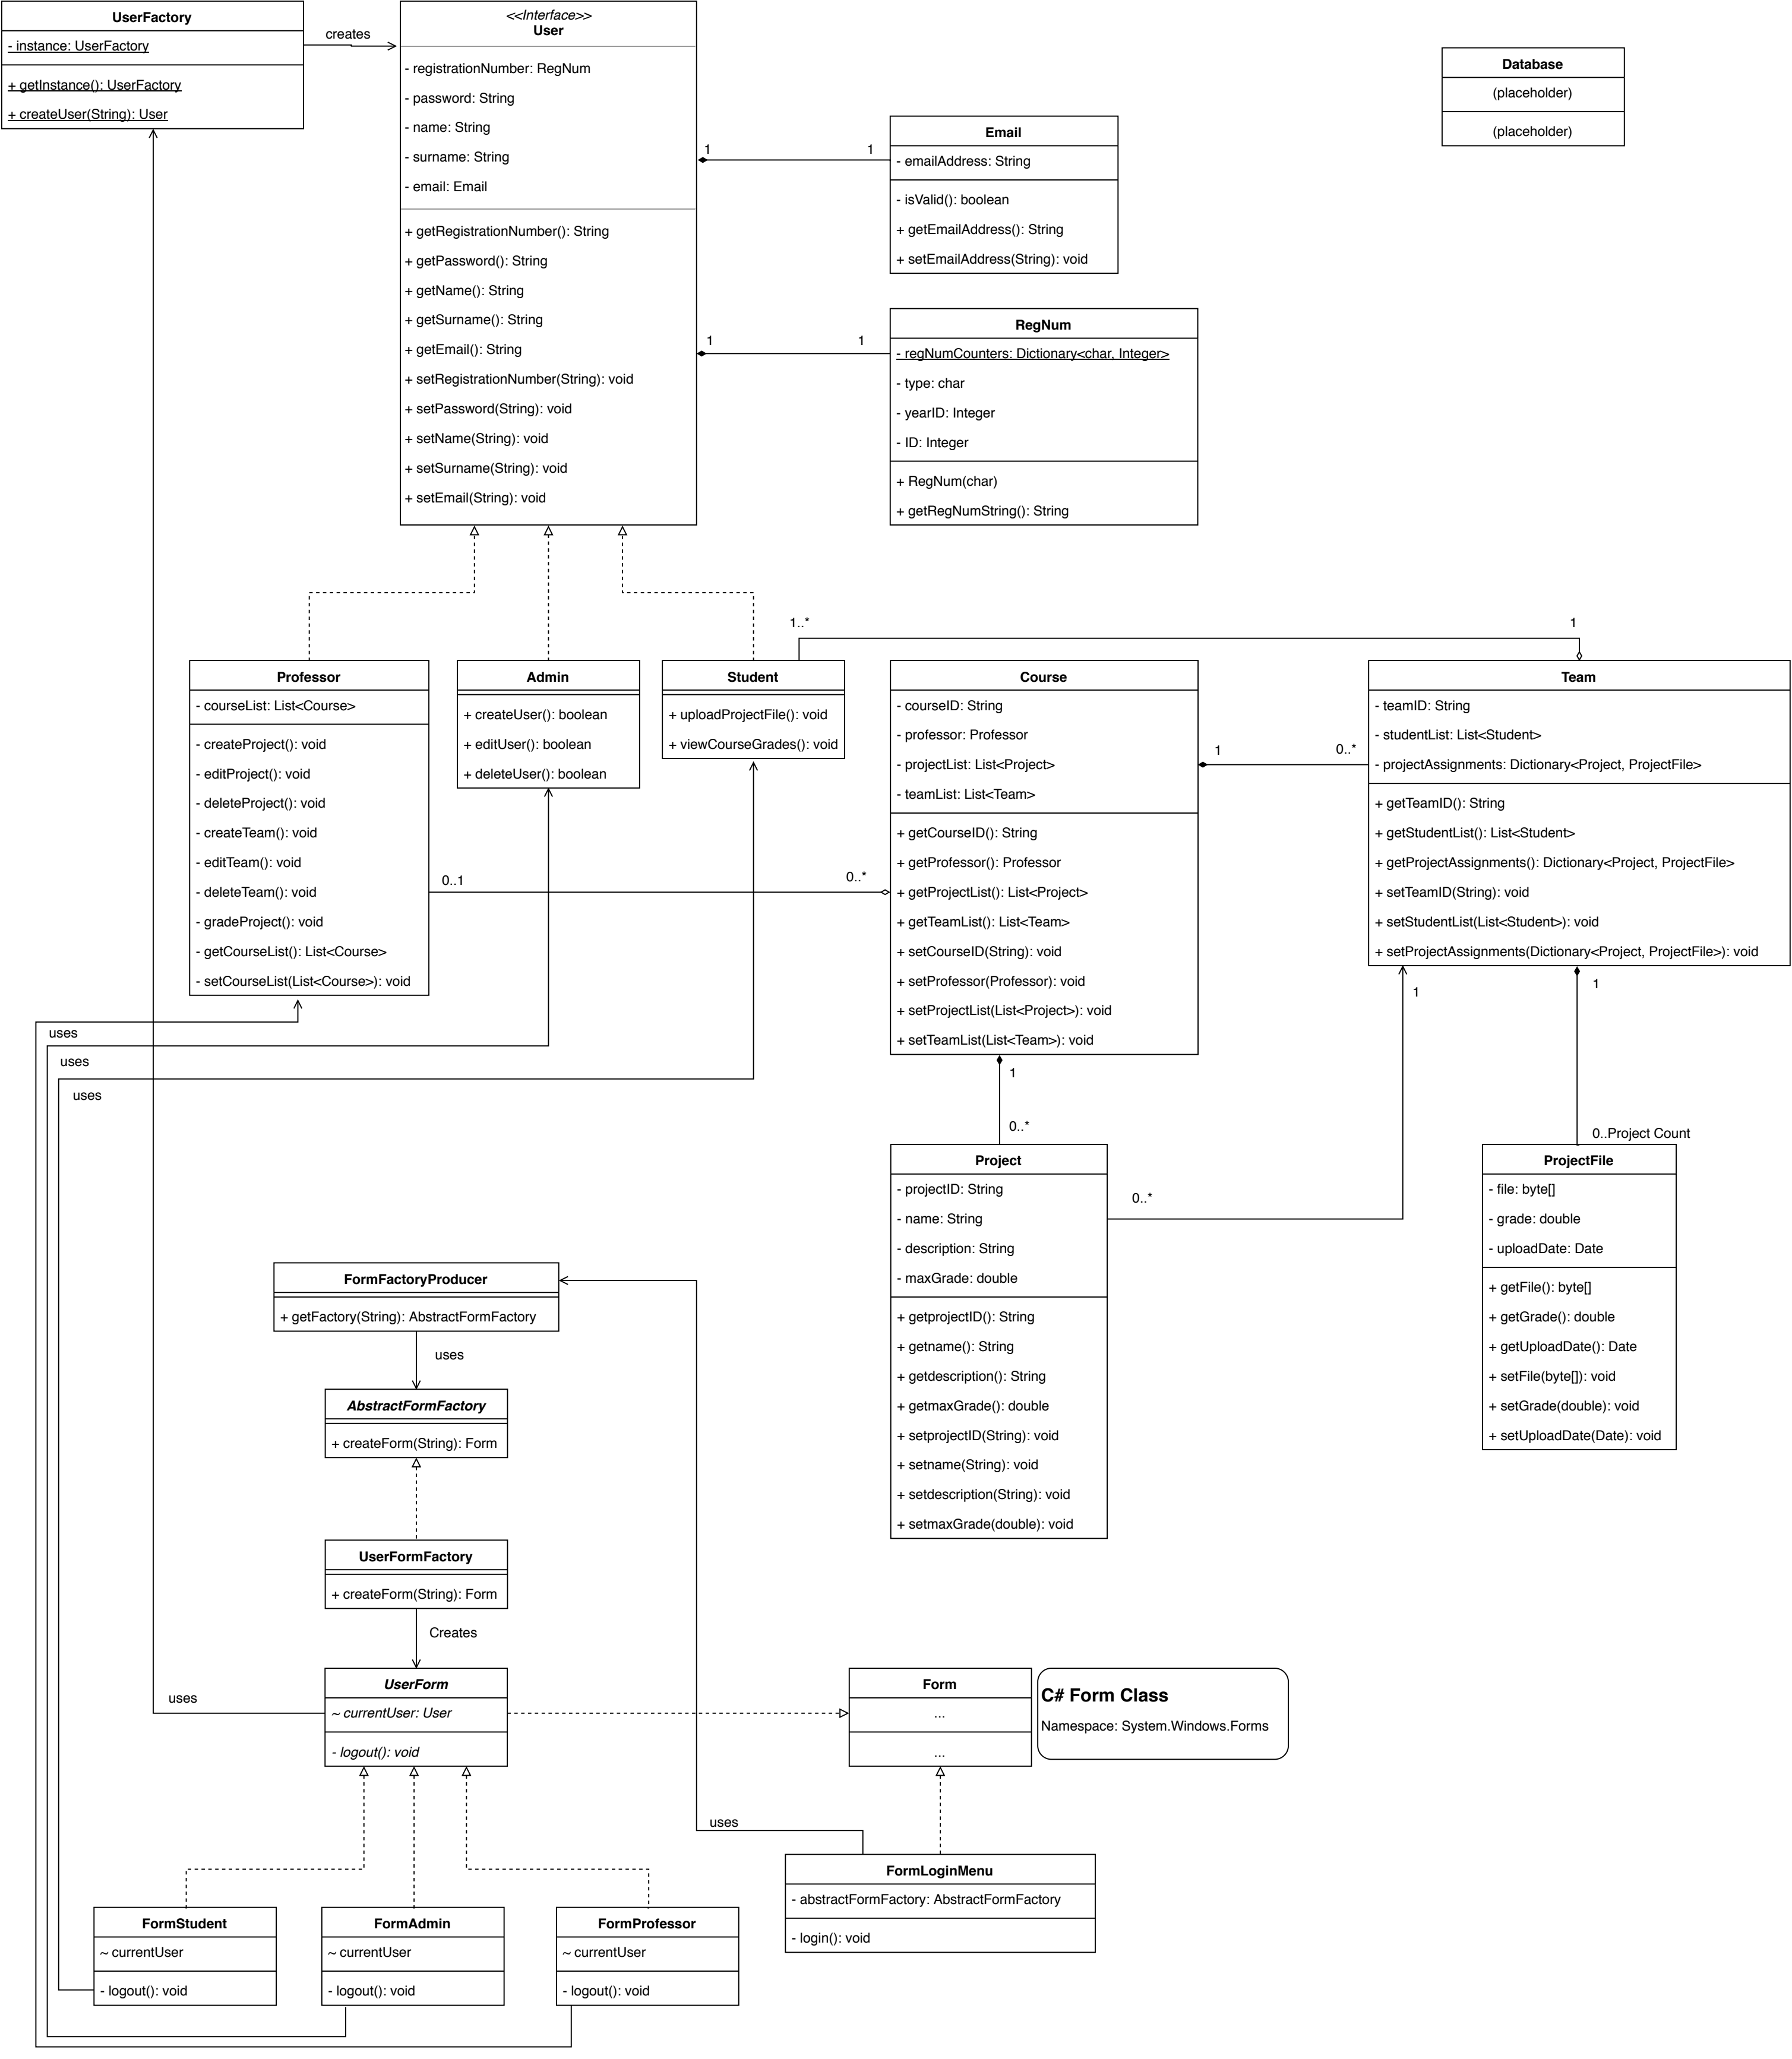 UserFactory
- instance: UserFactory
+ getInstance(): UserFactory
+ createUser(String): User
creates
<<Interface>>
User
- registrationNumber: RegNum
- password: String
- name: String
- surname: String
- email: Email
+ getRegistrationNumber(): String
+ getPassword(): String
+ getName(): String
+ getSurname(): String
+ getEmail(): String
+ setRegistrationNumber(String): void
+ setPassword(String): void
+ setName(String): void
+ setSurname(String): void
+ setEmail(String): void
Database
(placeholder)
(placeholder)
1
1
Email
- emailAddress: String
- isValid(): boolean
+ getEmailAddress(): String
+ setEmailAddress(String): void
1
1
RegNum
- regNumCounters: Dictionary<char, Integer>
- type: char
- yearID: Integer
- ID: Integer
+ RegNum(char)
+ getRegNumString(): String
1..*
1
Professor
- courseList: List<Course>
- createProject(): void
- editProject(): void
- deleteProject(): void
- createTeam(): void
- editTeam(): void
- deleteTeam(): void
- gradeProject(): void
- getCourseList(): List<Course>
- setCourseList(List<Course>): void
Admin
+ createUser(): boolean
+ editUser(): boolean
+ deleteUser(): boolean
Student
+ uploadProjectFile(): void
+ viewCourseGrades(): void
0..1
0..*
Course
- courseID: String
- professor: Professor
- projectList: List<Project>
- teamList: List<Team>
+ getCourseID(): String
+ getProfessor(): Professor
+ getProjectList(): List<Project>
+ getTeamList(): List<Team>
+ setCourseID(String): void
+ setProfessor(Professor): void
+ setProjectList(List<Project>): void
+ setTeamList(List<Team>): void
1
0..*
Team
- teamID: String
- studentList: List<Student>
- projectAssignments: Dictionary<Project, ProjectFile>
+ getTeamID(): String
+ getStudentList(): List<Student>
+ getProjectAssignments(): Dictionary<Project, ProjectFile>
+ setTeamID(String): void
+ setStudentList(List<Student>): void
+ setProjectAssignments(Dictionary<Project, ProjectFile>): void
1
1
uses
uses
uses
1
0..*
0..Project Count
Project
- projectID: String
- name: String
- description: String
- maxGrade: double
+ getprojectID(): String
+ getname(): String
+ getdescription(): String
+ getmaxGrade(): double
+ setprojectID(String): void
+ setname(String): void
+ setdescription(String): void
+ setmaxGrade(double): void
0..*
ProjectFile
- file: byte[]
- grade: double
- uploadDate: Date
+ getFile(): byte[]
+ getGrade(): double
+ getUploadDate(): Date
+ setFile(byte[]): void
+ setGrade(double): void
+ setUploadDate(Date): void
FormFactoryProducer
+ getFactory(String): AbstractFormFactory
uses
AbstractFormFactory
+ createForm(String): Form
UserFormFactory
+ createForm(String): Form
Creates
UserForm
~ currentUser: User
- logout(): void
uses
Form
...
...
C# Form Class
Namespace: System.Windows.Forms
uses
FormLoginMenu
- abstractFormFactory: AbstractFormFactory
- login(): void
FormStudent
~ currentUser
- logout(): void
FormAdmin
~ currentUser
- logout(): void
FormProfessor
~ currentUser
- logout(): void